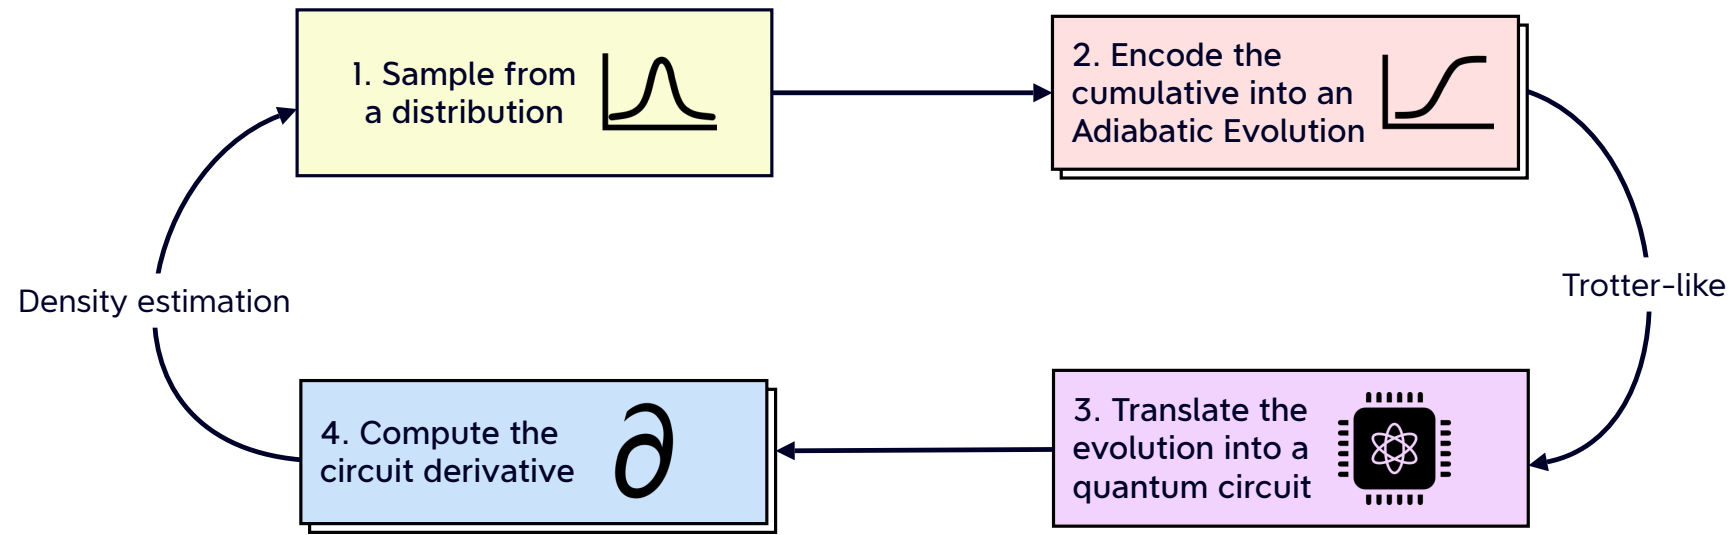 1. Sample from
a distribution
2. Encode the
cumulative into an
Adiabatic Evolution
Trotter-like
3. Translate the
evolution into a
quantum circuit
4. Compute the
circuit derivative
∂
Density estimation